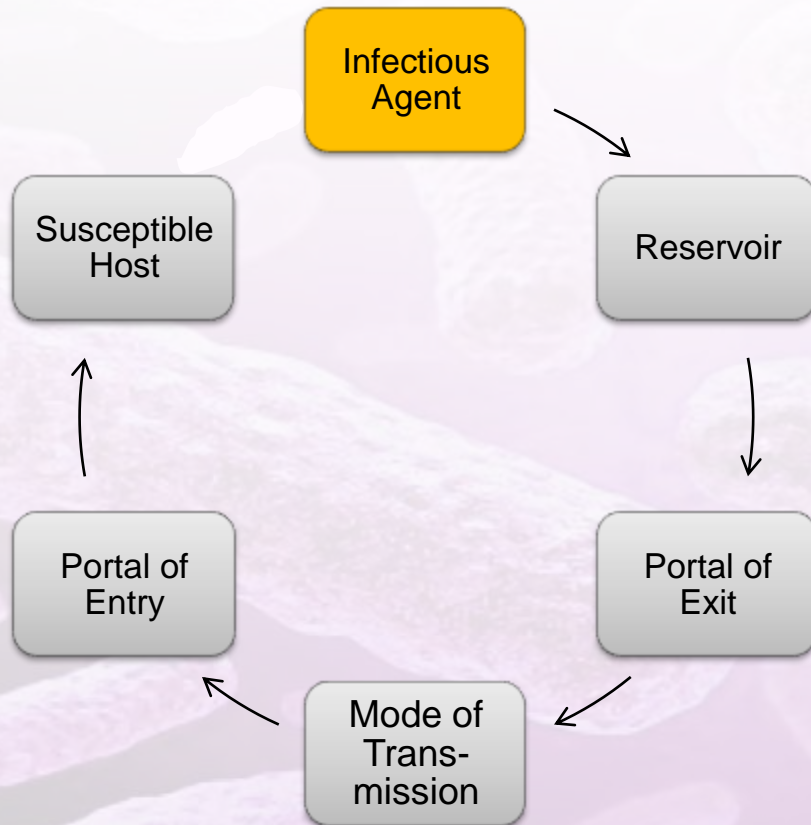 Infectious
Agent
Susceptible
Host
Reservoir
Portal of
Entry
Portal of
Exit
Mode of
Trans-
mission